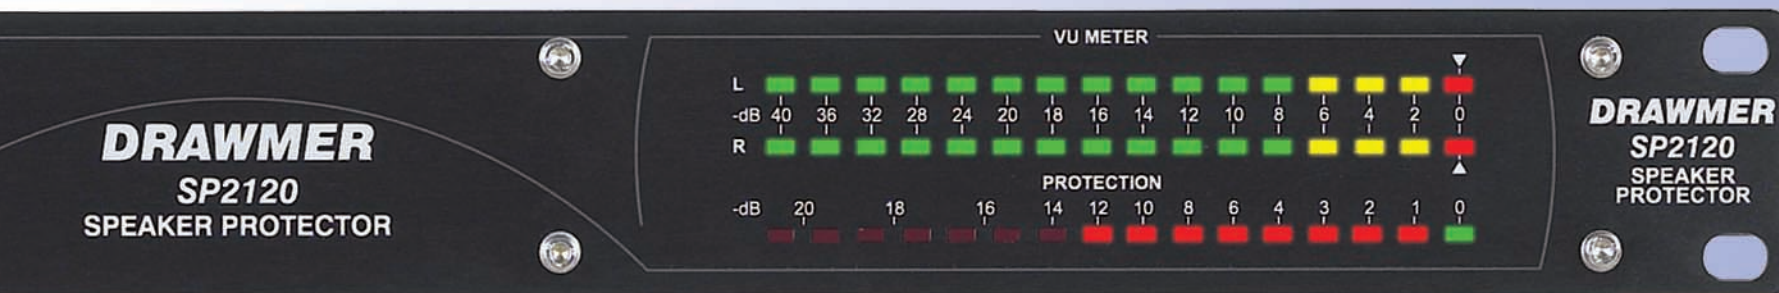 DRAWMER
SP2120
SPEAKER PROTECTOR
VU METER
L
-dB 40 36 32 28 24 20 18 16 14 12 10 8 6 4 2 0
R
PROTECTION
-dB 20 18 16 14 12 10 8 6 4 3 2 1 0
DRAWMER
SP2120
SPEAKER
PROTECTOR